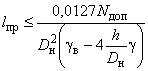 l_пр ≤ 0,0127N_доп / (D_н^2 (γ_в − 4 h/D_н γ))